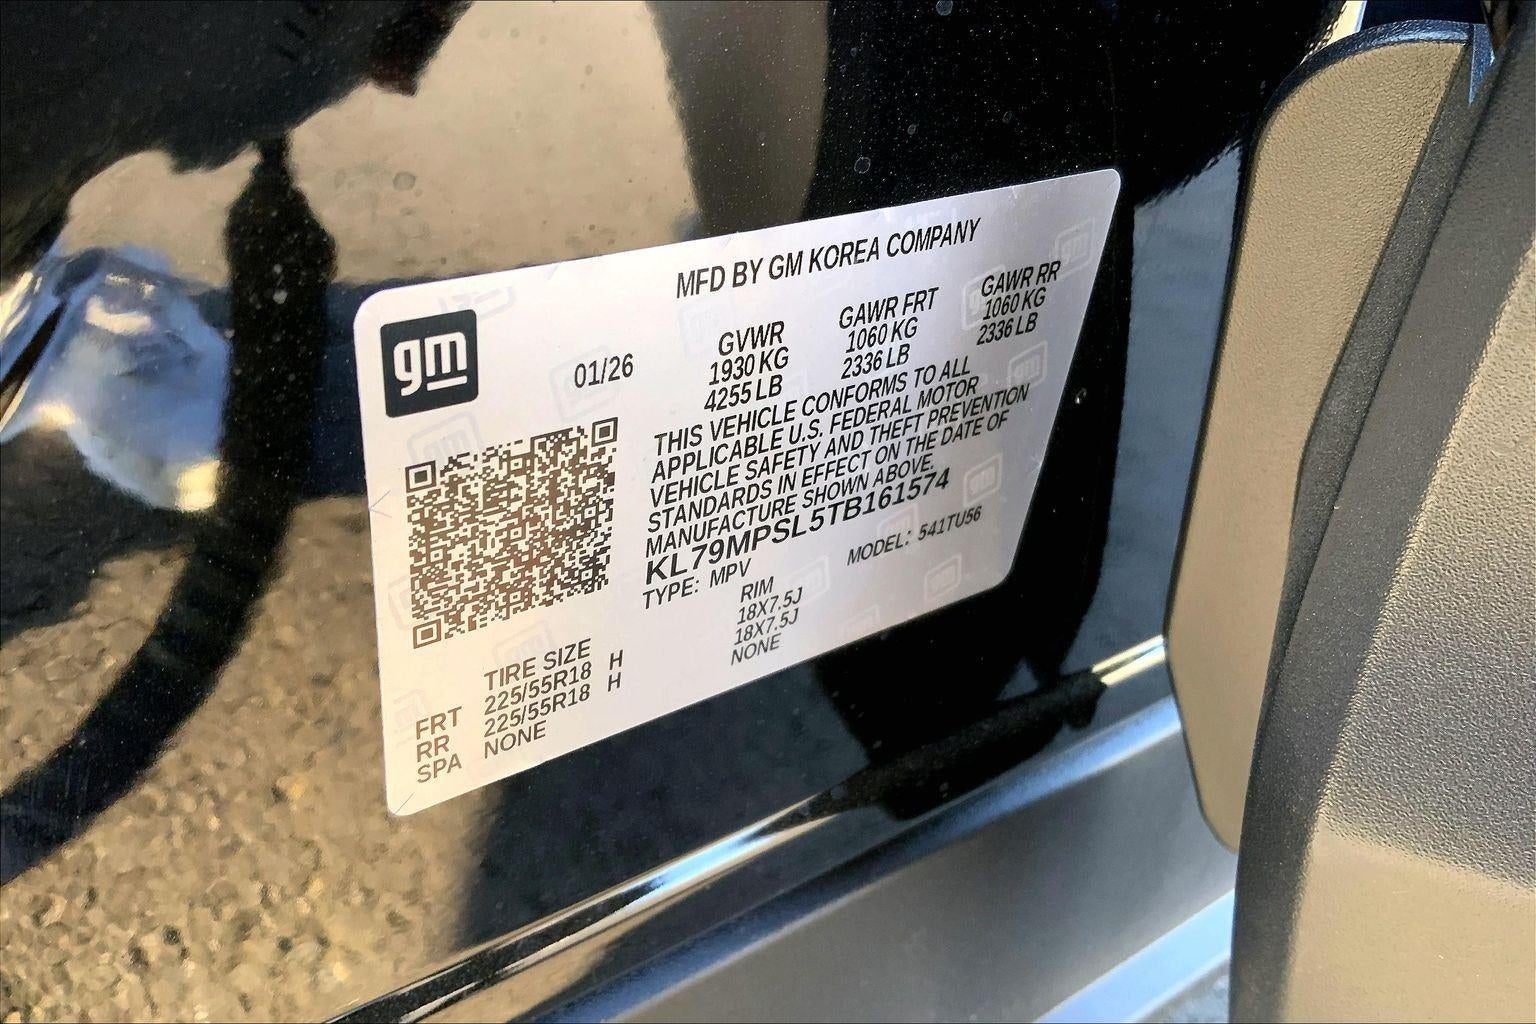 MFD BY GM KOREA COMPANY
gm
01/26
GVWR GAWR FRT GAWR RR
1930 KG 1060 KG 1060 KG
4255 LB 2336 LB 2336 LB
THIS VEHICLE CONFORMS TO ALL
APPLICABLE U.S. FEDERAL MOTOR
VEHICLE SAFETY AND THEFT PREVENTION
STANDARDS IN EFFECT ON THE DATE OF
MANUFACTURE SHOWN ABOVE.
KL79MPSL5TB161574
TYPE: MPV MODEL: 541TU56
TIRE SIZE RIM
FRT 225/55R18 H 18X7.5J
RR 225/55R18 H 18X7.5J
SPA NONE NONE